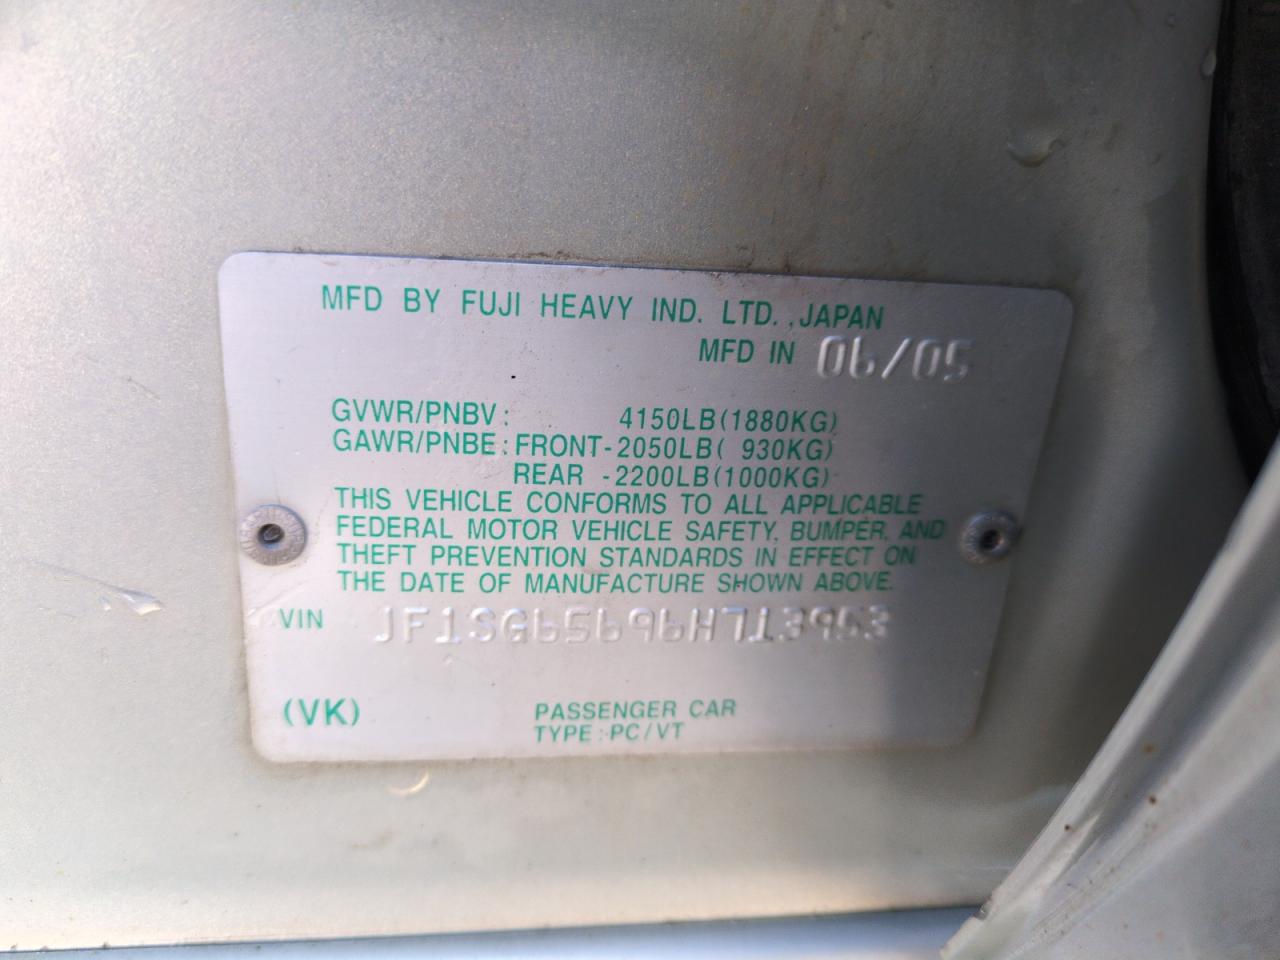 MFD BY FUJI HEAVY IND. LTD. ,JAPAN
MFD IN 06/05
GVWR/PNBV: 4150LB(1880KG)
GAWR/PNBE:FRONT-2050LB( 930KG)
REAR -2200LB(1000KG)
THIS VEHICLE CONFORMS TO ALL APPLICABLE
FEDERAL MOTOR VEHICLE SAFETY, BUMPER, AND
THEFT PREVENTION STANDARDS IN EFFECT ON
THE DATE OF MANUFACTURE SHOWN ABOVE.
VIN JF1SG65696H713953
(VK) PASSENGER CAR
TYPE:PC/VT